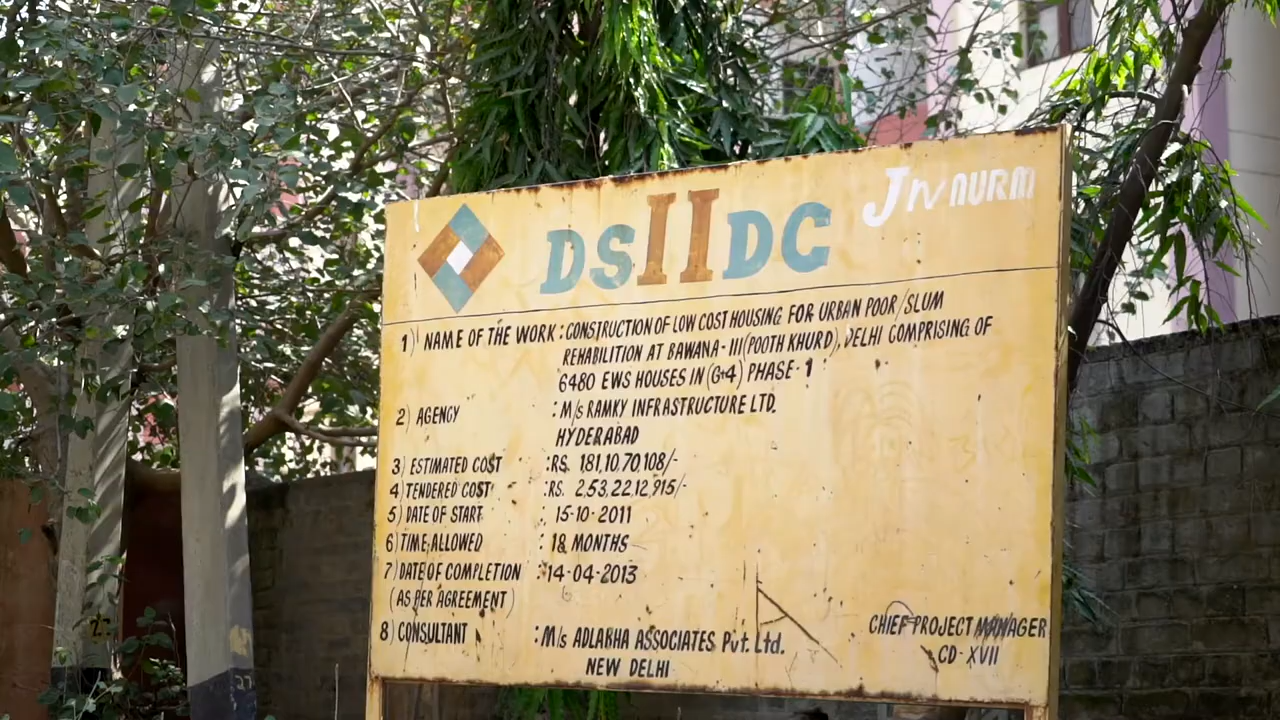 DSIIDC
JNNURM
1) NAME OF THE WORK : CONSTRUCTION OF LOW COST HOUSING FOR URBAN POOR/SLUM
REHABILITION AT BAWANA-III(POOTH KHURD), DELHI COMPRISING OF
6480 EWS HOUSES IN (G+4) PHASE-1
2) AGENCY : M/s RAMKY INFRASTRUCTURE LTD.
HYDERABAD
3) ESTIMATED COST : RS. 181,10,70,108/-
4) TENDERED COST : RS. 2,53,22,12,915/-
5) DATE OF START : 15-10-2011
6) TIME ALLOWED : 18 MONTHS
7) DATE OF COMPLETION : 14-04-2013
(AS PER AGREEMENT)
8) CONSULTANT : M/s ADLABHA ASSOCIATES Pvt. Ltd.
NEW DELHI
CHIEF PROJECT MANAGER
CD-XVII
27